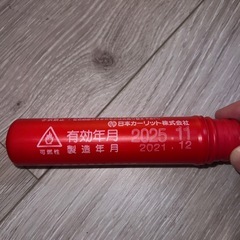 日本カーリット株式会社
有効年月 2025.11
製造年月 2021.12
可燃性